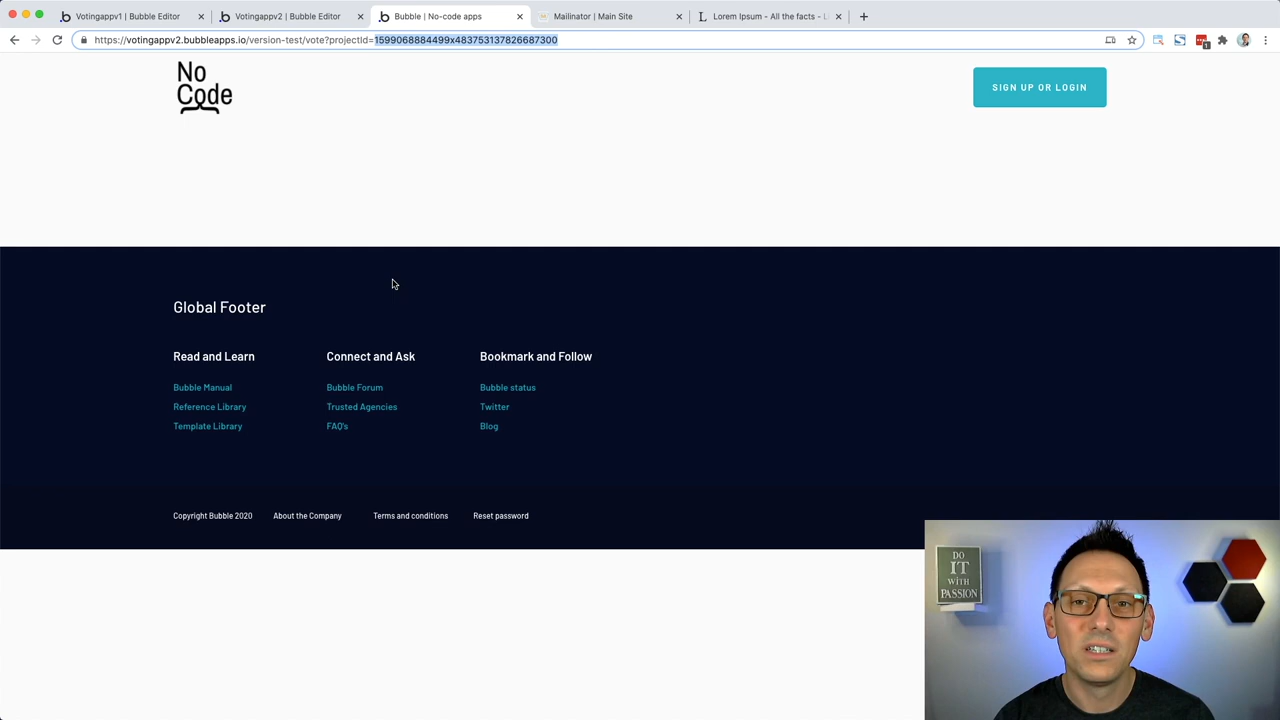 Votingappv1 | Bubble Editor
Votingappv2 | Bubble Editor
Bubble | No-code apps
Mailinator | Main Site
Lorem Ipsum - All the facts - L
https://votingappv2.bubbleapps.io/version-test/vote?projectId=1599068884499x483753137826687300
1
No
Code
SIGN UP OR LOGIN
Global Footer
Read and Learn
Connect and Ask
Bookmark and Follow
Bubble Manual
Bubble Forum
Bubble status
Reference Library
Trusted Agencies
Twitter
Template Library
FAQ's
Blog
Copyright Bubble 2020
About the Company
Terms and conditions
Reset password
DO
IT
WITH
PASSION